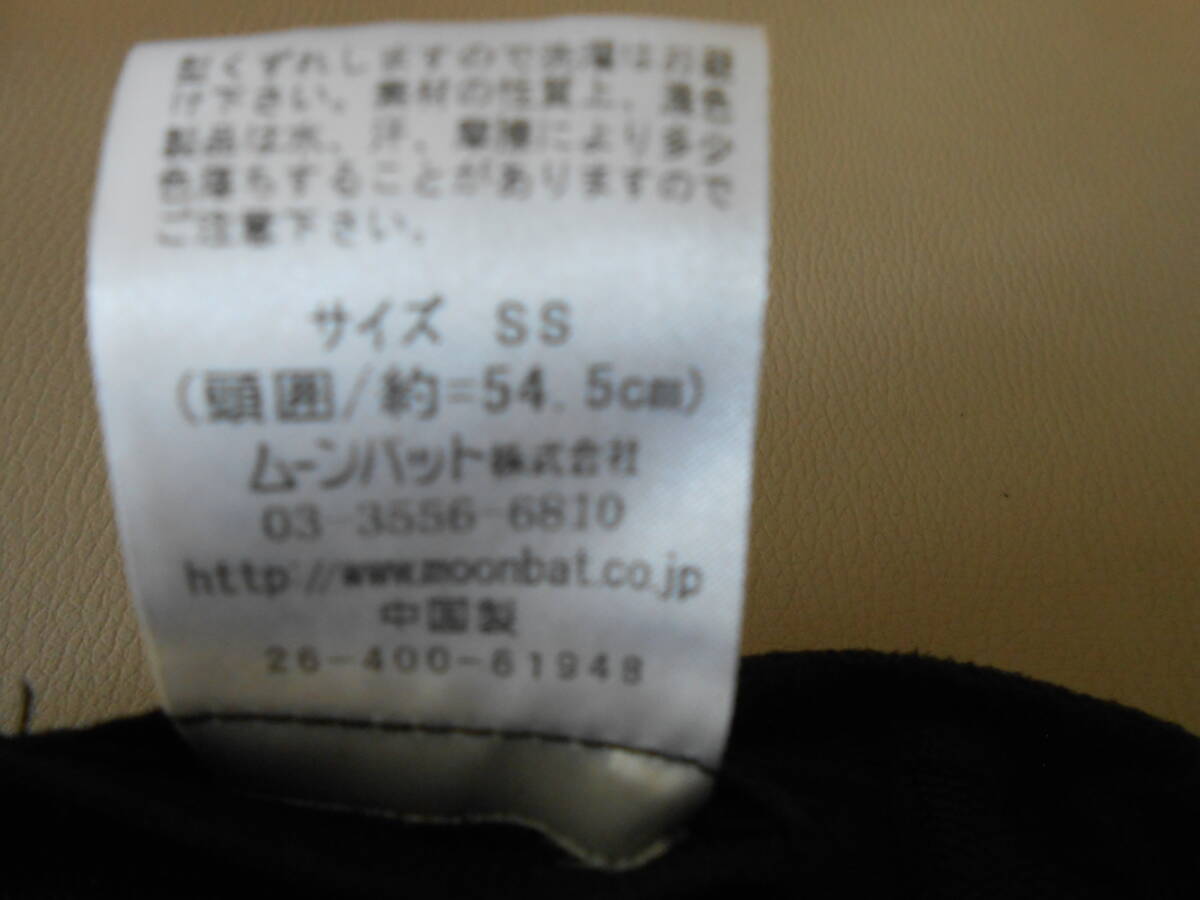 型くずれしますので洗濯はお避
け下さい。素材の性質上、濃色
製品は水、汗、摩擦により多少
色落ちすることがありますので
ご注意下さい。
サイズ SS
(頭囲/約=54.5cm)
ムーンバット株式会社
03-3556-6810
http://www.moonbat.co.jp
中国製
26-400-61948